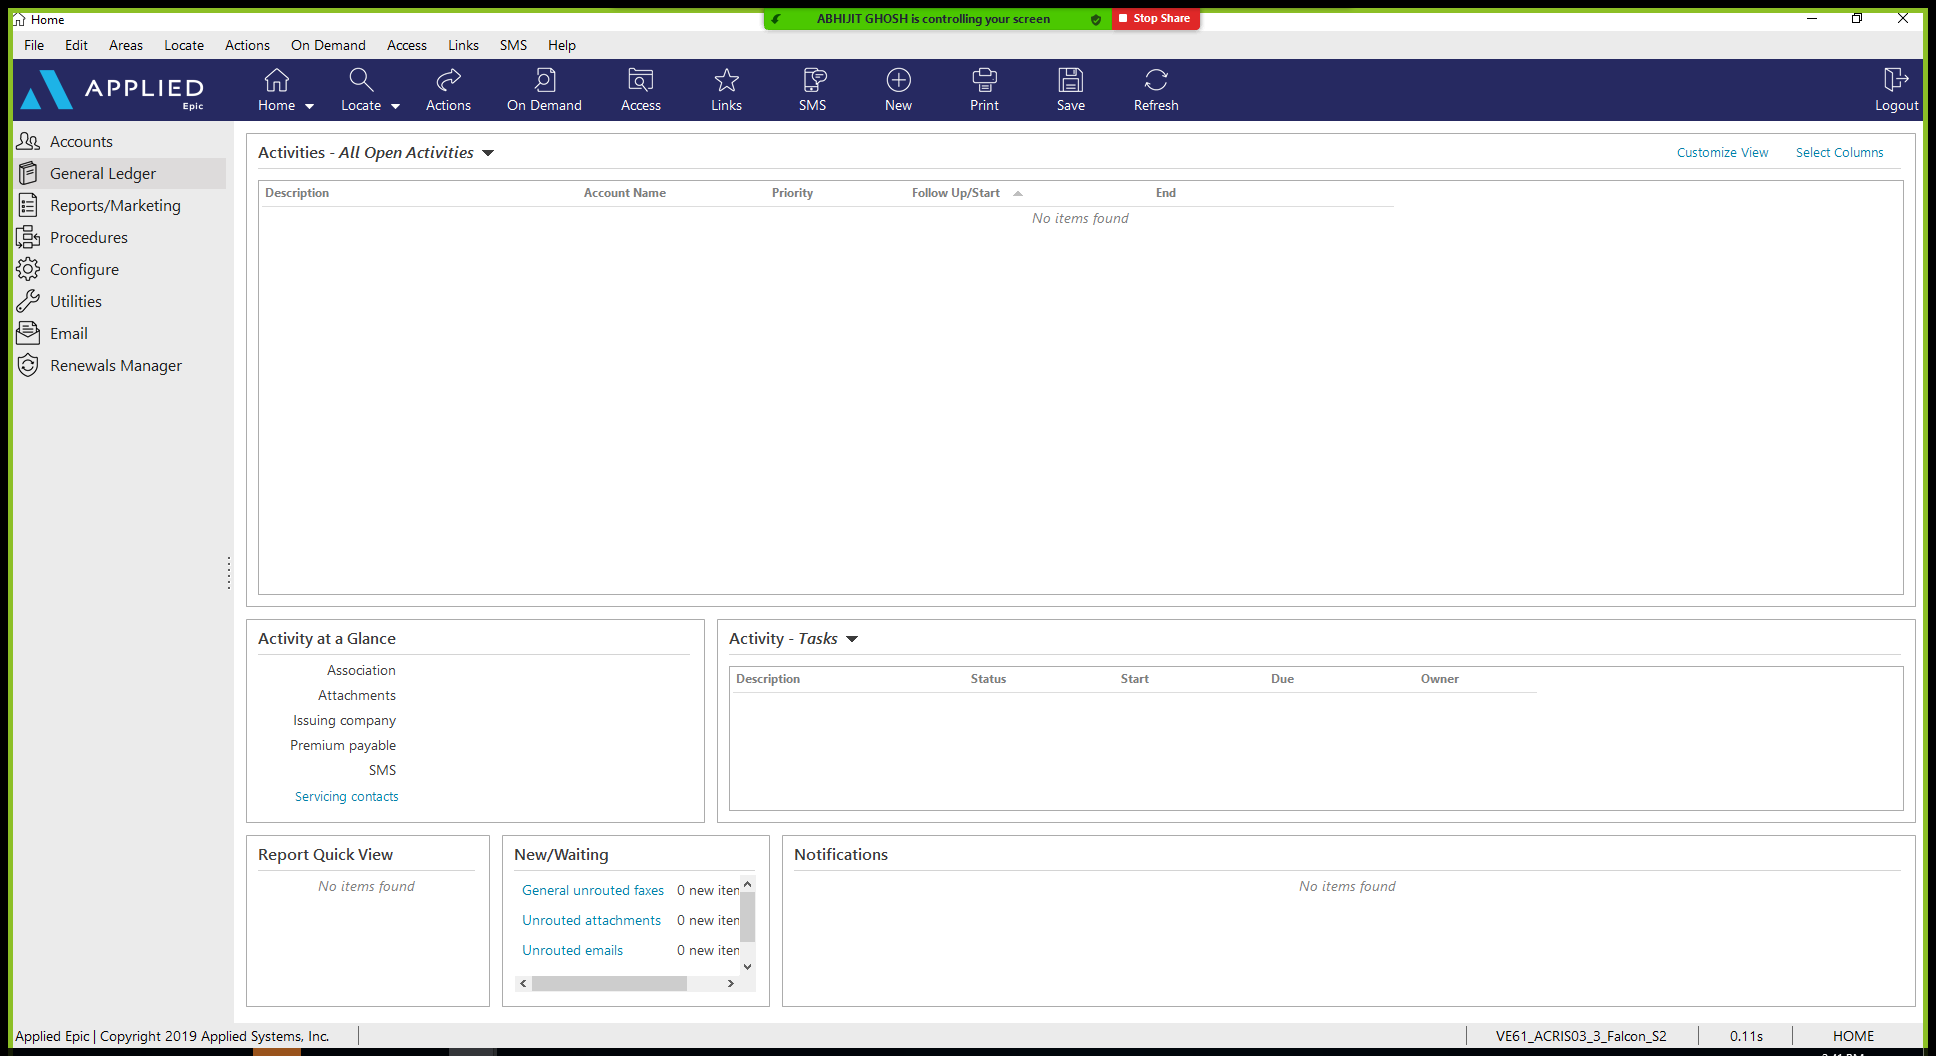 Home
ABHIJIT GHOSH is controlling your screen
Stop Share
File Edit Areas Locate Actions On Demand Access Links SMS Help
APPLIED
Epic
Home Locate Actions On Demand Access Links SMS New Print Save Refresh Logout
Accounts
General Ledger
Reports/Marketing
Procedures
Configure
Utilities
Email
Renewals Manager
Activities - All Open Activities
Customize View Select Columns
Description Account Name Priority Follow Up/Start End
No items found
Activity at a Glance
Association
Attachments
Issuing company
Premium payable
SMS
Servicing contacts
Activity - Tasks
Description Status Start Due Owner
Report Quick View
No items found
New/Waiting
General unrouted faxes 0 new iten
Unrouted attachments 0 new iten
Unrouted emails 0 new iten
Notifications
No items found
Applied Epic | Copyright 2019 Applied Systems, Inc.
VE61_ACRIS03_3_Falcon_S2 0.11s HOME